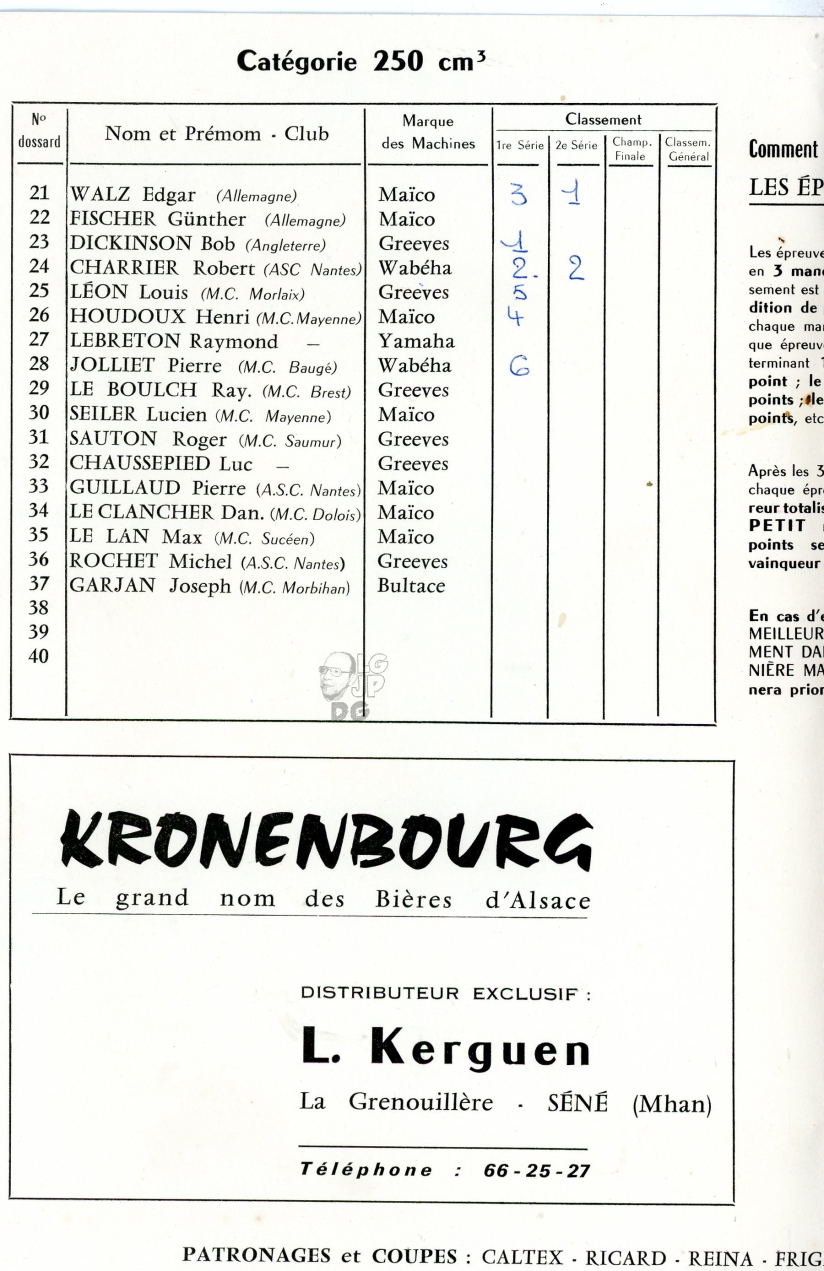 Catégorie 250 cm³
N° dossard Nom et Prémom - Club Marque des Machines Classement
1re Série 2e Série Champ. Finale Classem. Général
21 WALZ Edgar (Allemagne) Maïco 3 1
22 FISCHER Günther (Allemagne) Maïco
23 DICKINSON Bob (Angleterre) Greeves 1
24 CHARRIER Robert (ASC Nantes) Wabéha 2. 2
25 LÉON Louis (M.C. Morlaix) Greeves 5
26 HOUDOUX Henri (M.C. Mayenne) Maïco 4
27 LEBRETON Raymond — Yamaha
28 JOLLIET Pierre (M.C. Baugé) Wabéha 6
29 LE BOULCH Ray. (M.C. Brest) Greeves
30 SEILER Lucien (M.C. Mayenne) Maïco
31 SAUTON Roger (M.C. Saumur) Greeves
32 CHAUSSEPIED Luc — Greeves
33 GUILLAUD Pierre (A.S.C. Nantes) Maïco
34 LE CLANCHER Dan. (M.C. Dolois) Maïco
35 LE LAN Max (M.C. Sucéen) Maïco
36 ROCHET Michel (A.S.C. Nantes) Greeves
37 GARJAN Joseph (M.C. Morbihan) Bultace
38
39
40
LG
JP
DG
KRONENBOURG
Le grand nom des Bières d'Alsace
DISTRIBUTEUR EXCLUSIF :
L. Kerguen
La Grenouillère - SÉNÉ (Mhan)
Téléphone : 66-25-27
PATRONAGES et COUPES : CALTEX - RICARD - REINA - FRIG
Comment
LES ÉP
Les épreuve
en 3 man
sement est
dition de
chaque ma
que épreuv
terminant 1
point ; le
points ; le
points, etc
Après les 3
chaque épr
reur totalis
PETIT
points se
vainqueur
En cas d'é
MEILLEUR
MENT DA
NIÈRE MA
nera prior